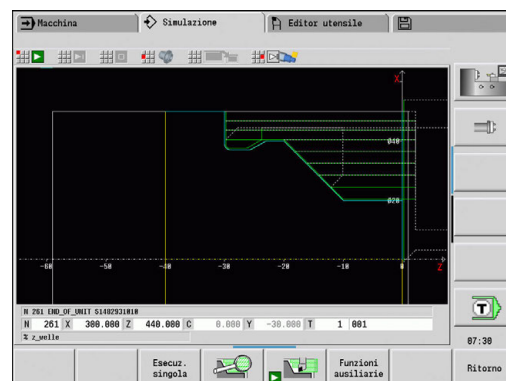 Macchina
Simulazione
Editor utensile
X
Ø40
Ø20
-60 -50 -40 -30 -20 -10 0 Z
N 261 END_OF_UNIT S1482931010
N 261 X 300.000 Z 440.000 C 0.000 Y -30.000 T 1 001
% z_welle
07:30
T
Esecuz.
singola
Funzioni
ausiliarie
Ritorno